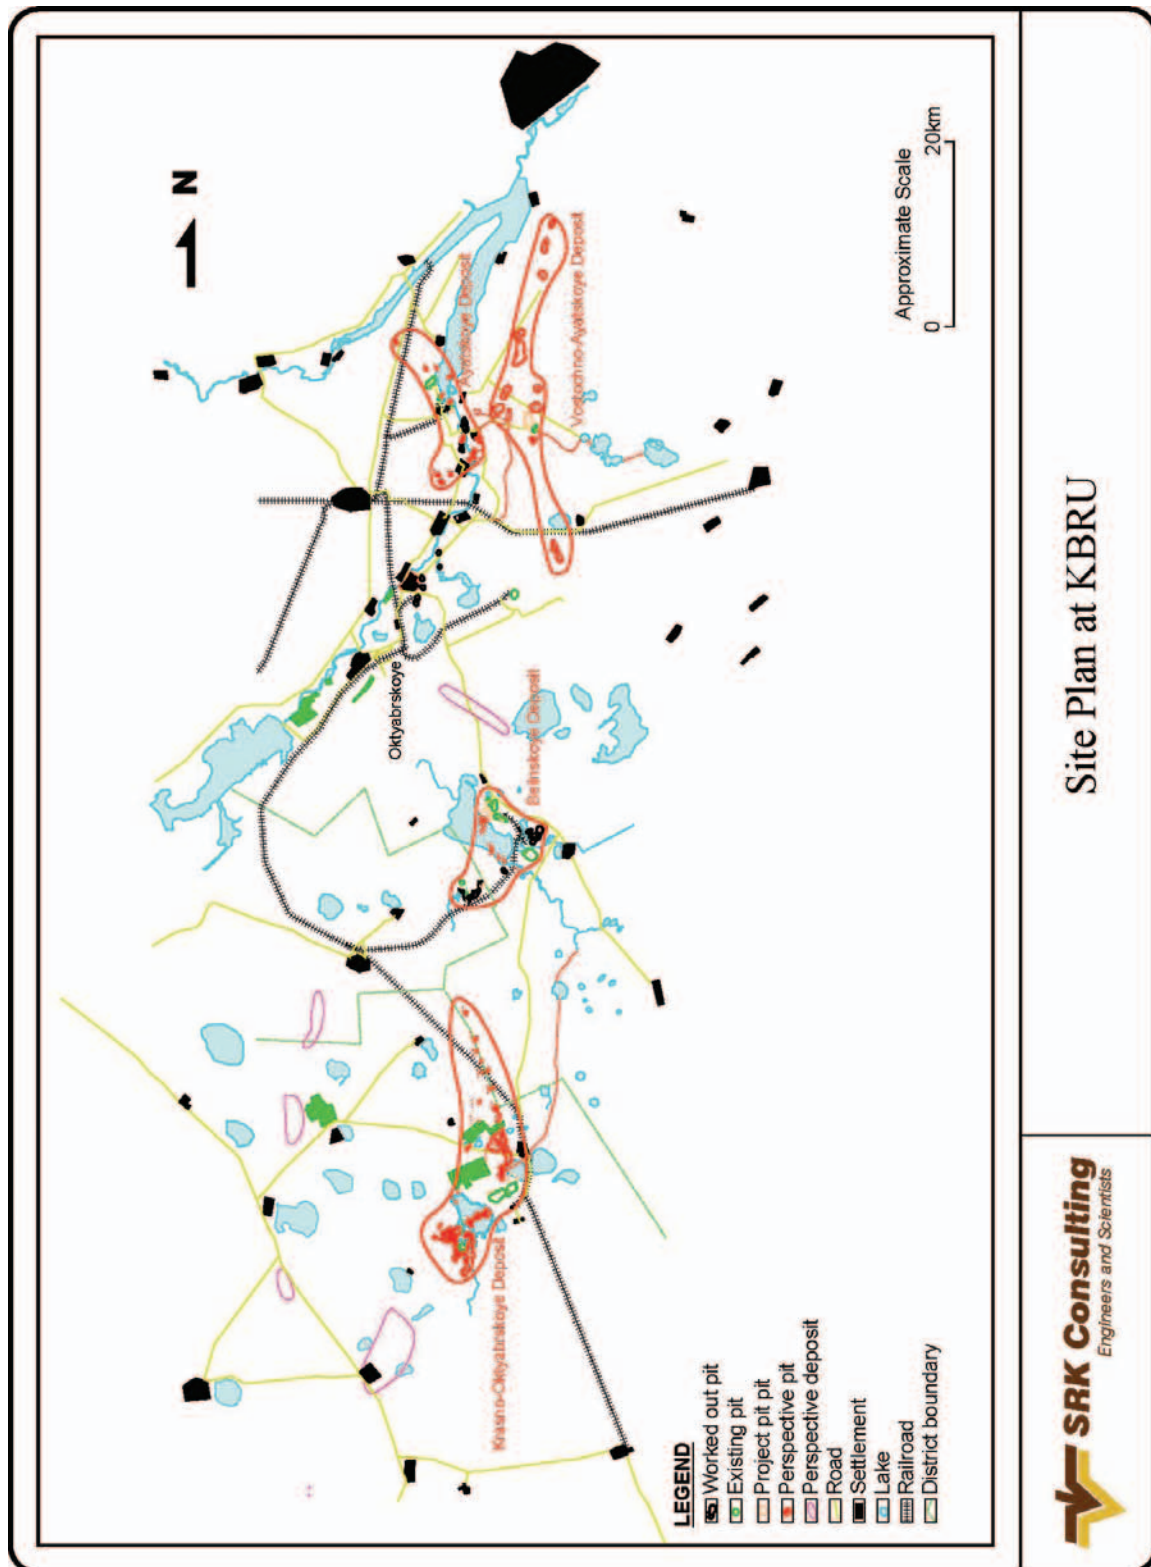 N
Ayatskoye Deposit
Vostochno-Ayatskoye Deposit
Oktyabrskoye
Belinskoye Deposit
Krasno-Oktyabrskoye Deposit
Approximate Scale
0 20km
LEGEND
Worked out pit
Existing pit
Project pit pit
Perspective pit
Perspective deposit
Road
Settlement
Lake
Railroad
District boundary
SRK Consulting
Engineers and Scientists
Site Plan at KBRU